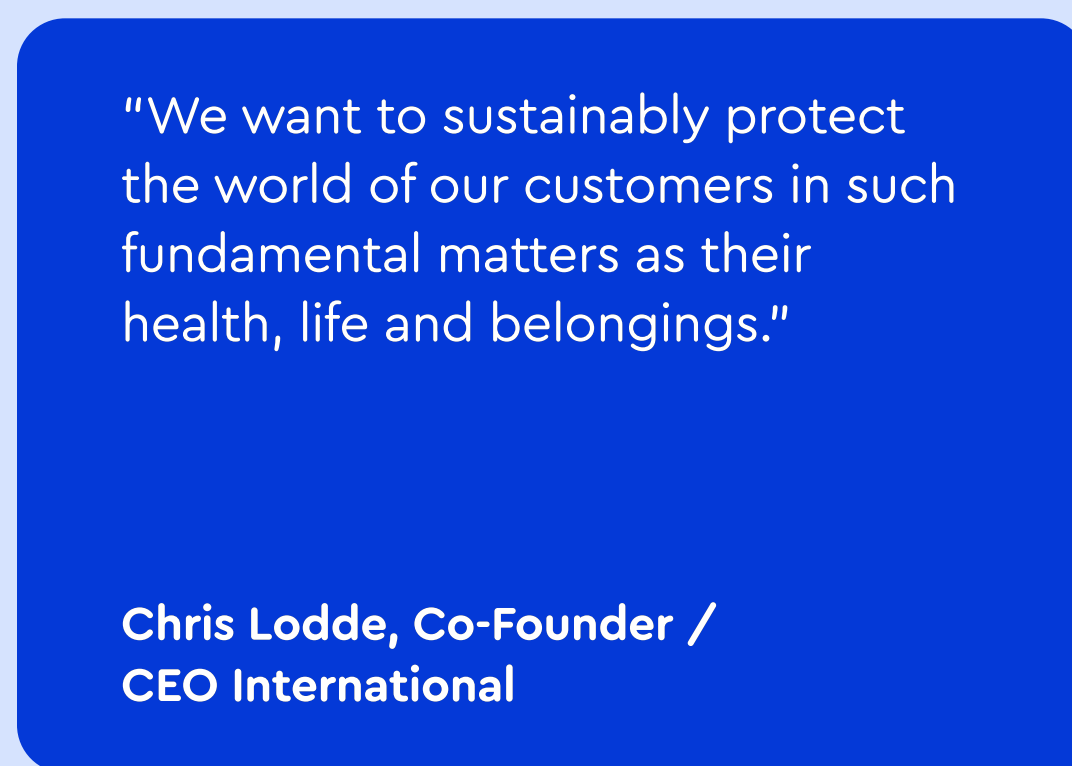 “We want to sustainably protect
the world of our customers in such
fundamental matters as their
health, life and belongings.”
Chris Lodde, Co-Founder /
CEO International